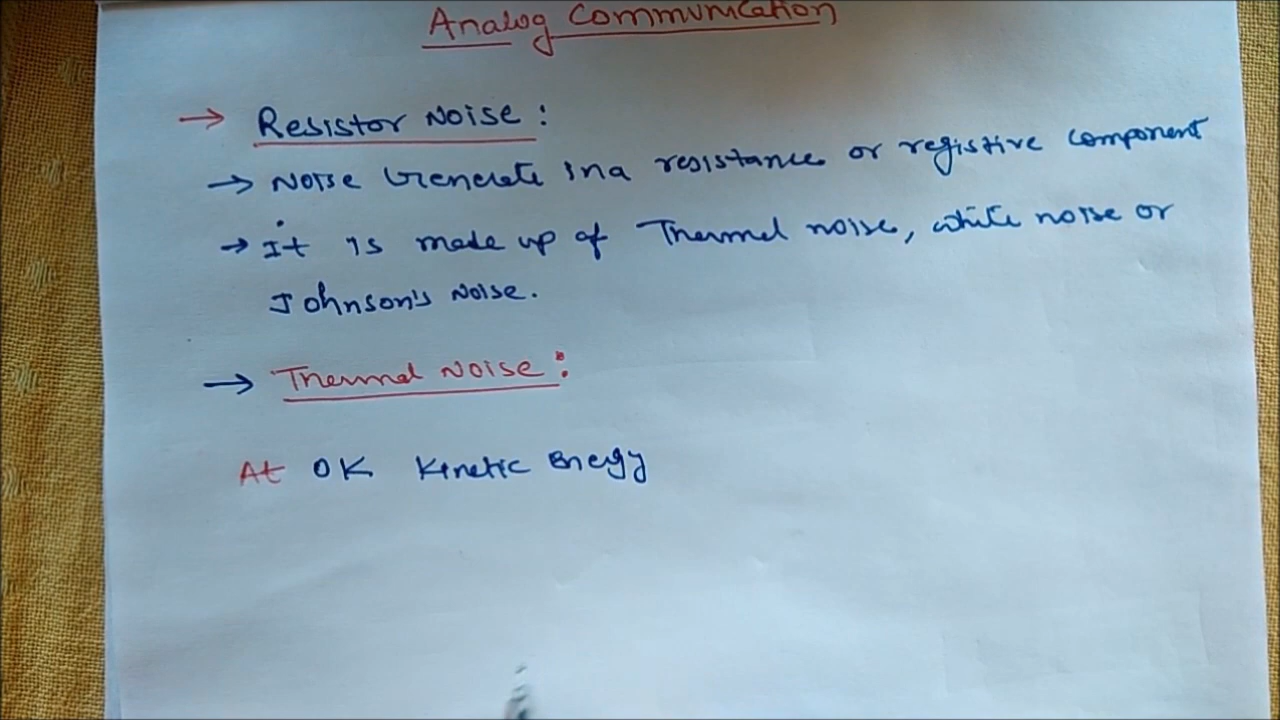 Analog Communication
→ Resistor Noise :
→ Noise Generate in a resistance or registive component
→ It is made up of Thermal noise, white noise or
Johnson's Noise.
→ Thermal Noise :
At 0K Kinetic Energy